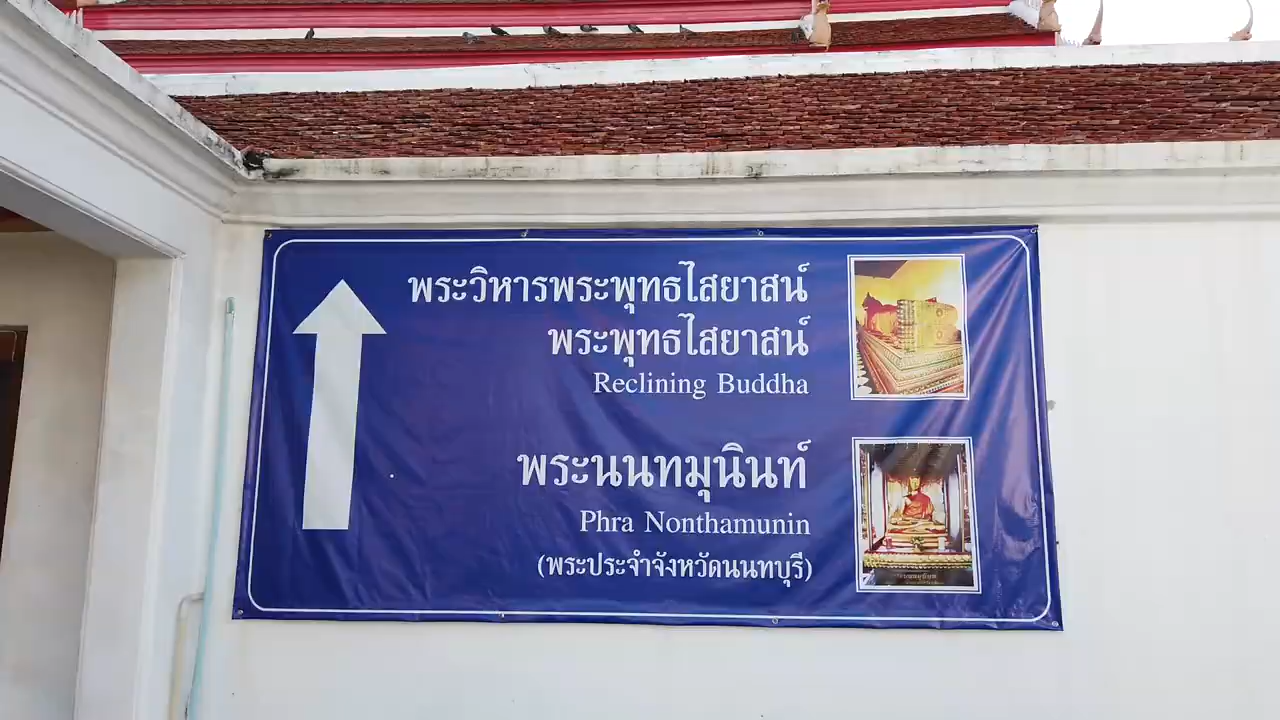 พระวิหารพระพุทธไสยาสน์
พระพุทธไสยาสน์
Reclining Buddha
พระนนทมุนินท์
Phra Nonthamunin
(พระประจำจังหวัดนนทบุรี)